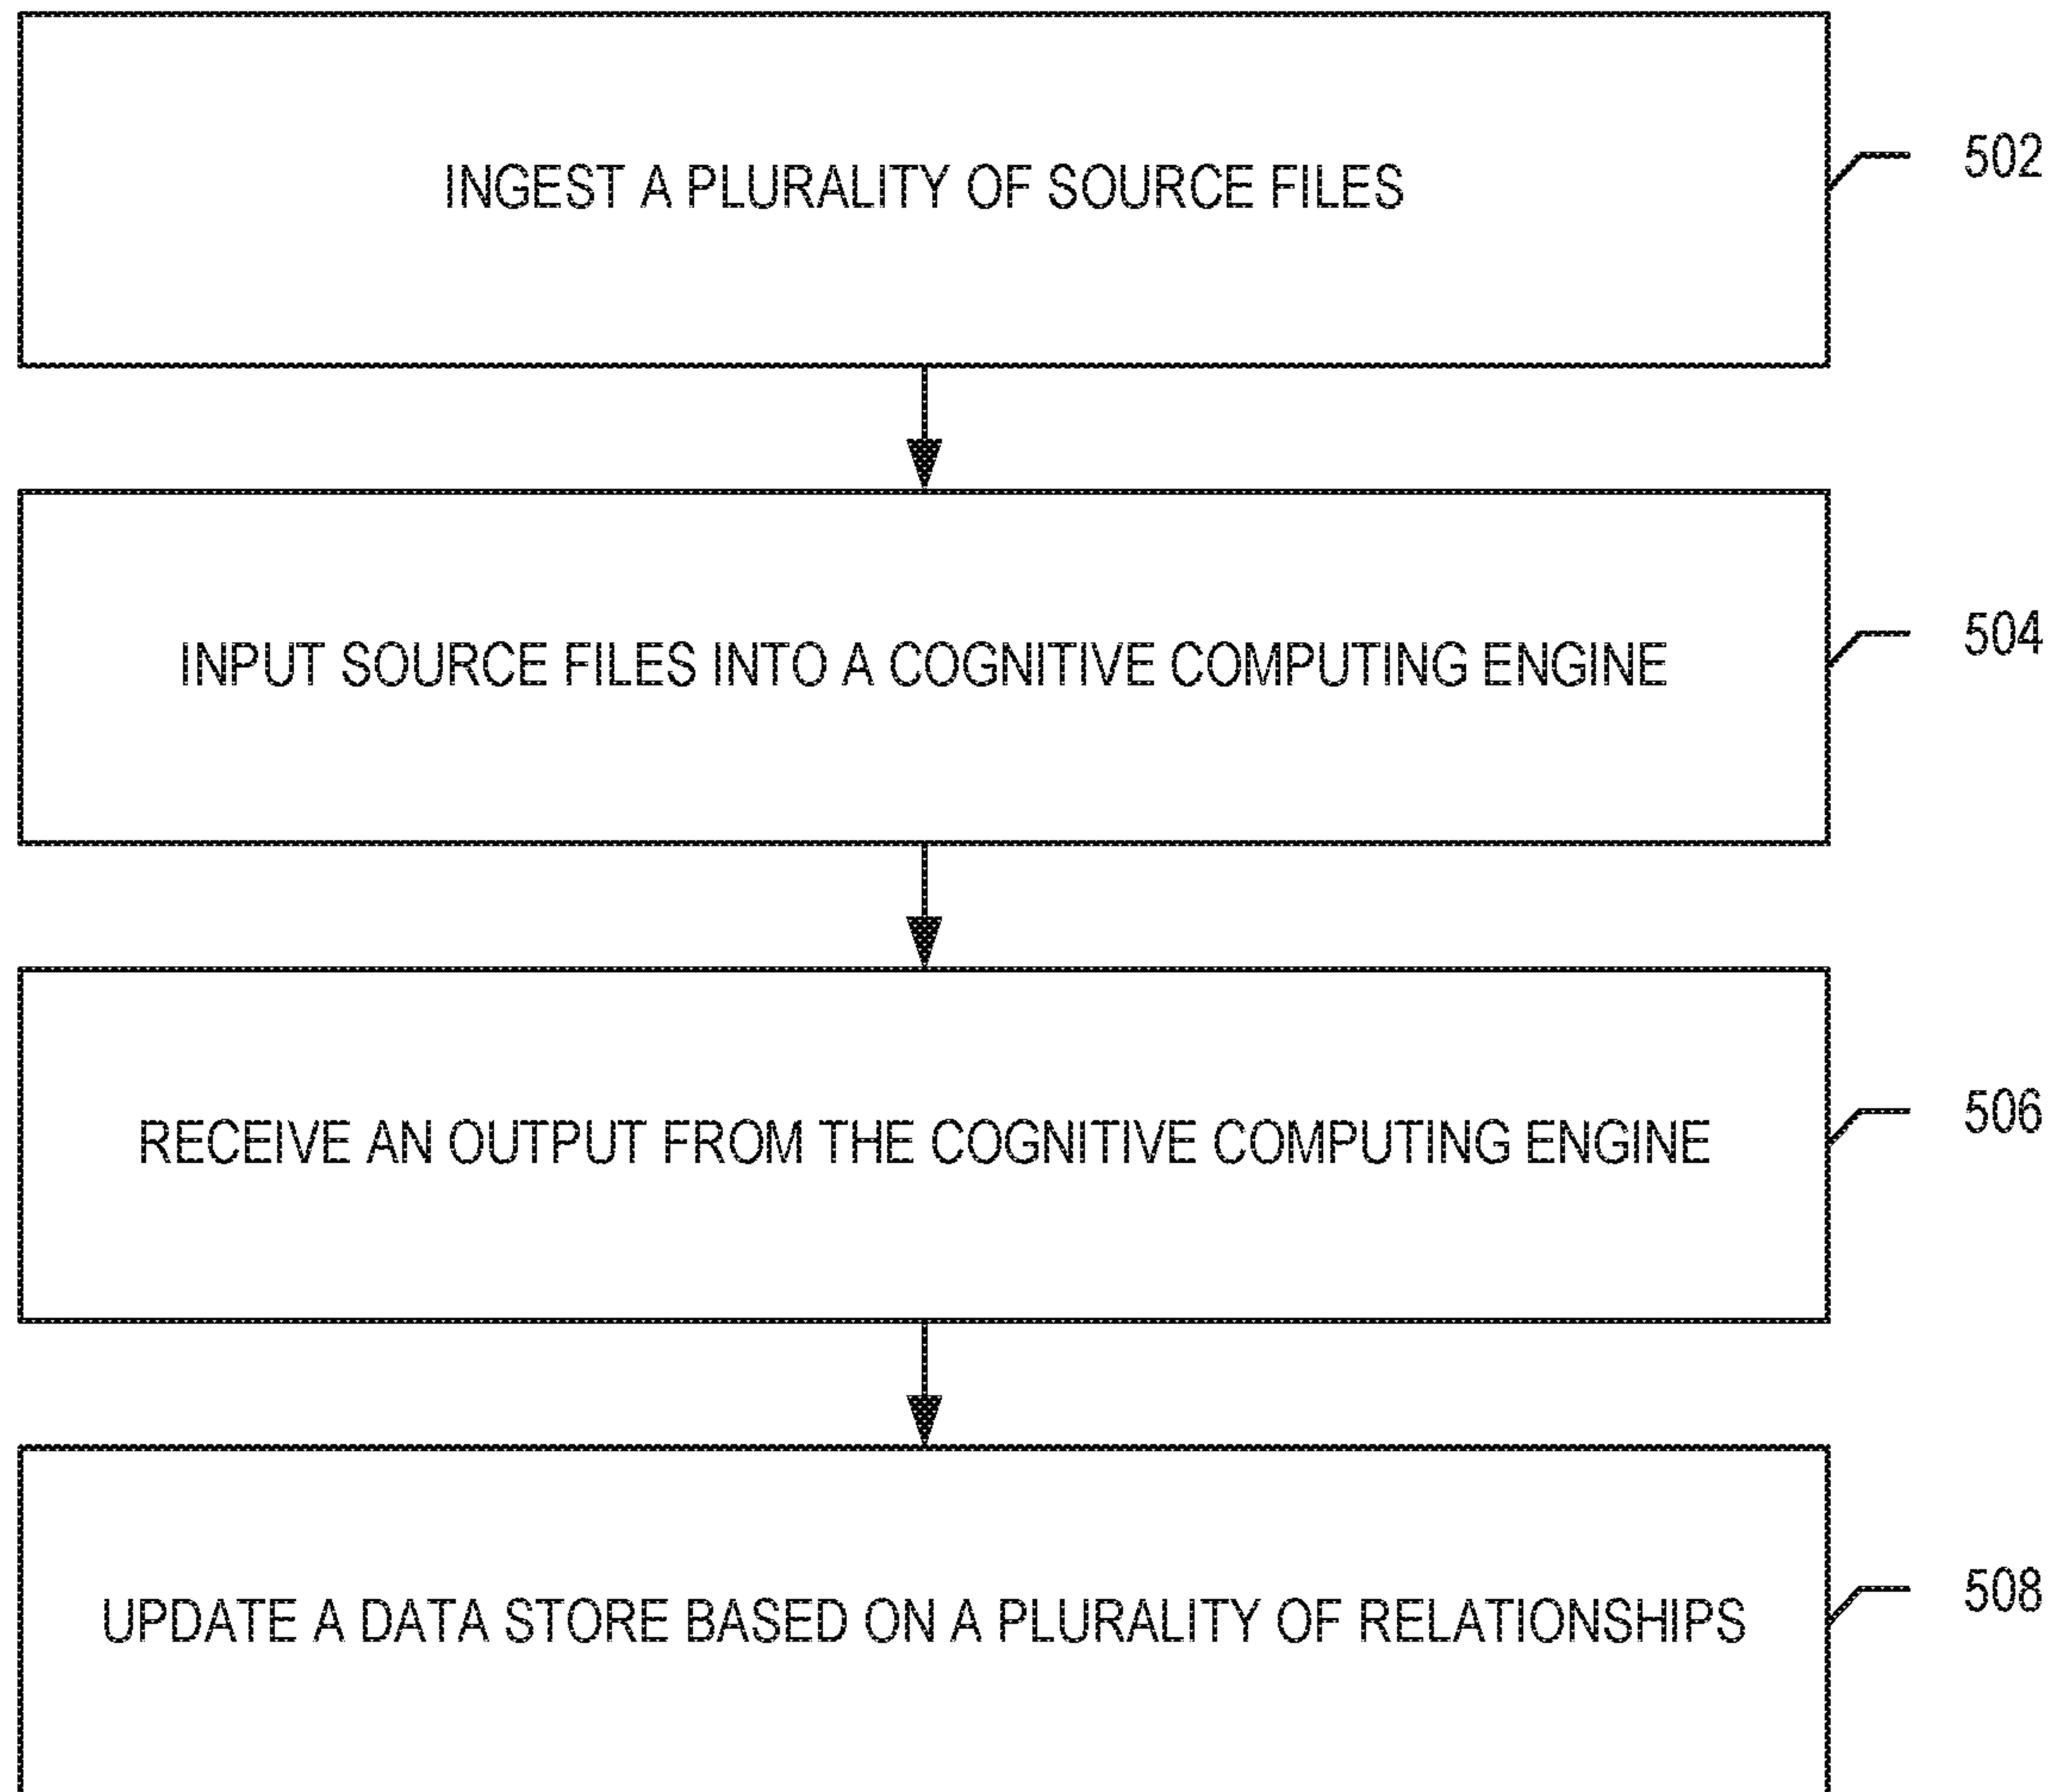 INGEST A PLURALITY OF SOURCE FILES
502
INPUT SOURCE FILES INTO A COGNITIVE COMPUTING ENGINE
504
RECEIVE AN OUTPUT FROM THE COGNITIVE COMPUTING ENGINE
506
UPDATE A DATA STORE BASED ON A PLURALITY OF RELATIONSHIPS
508